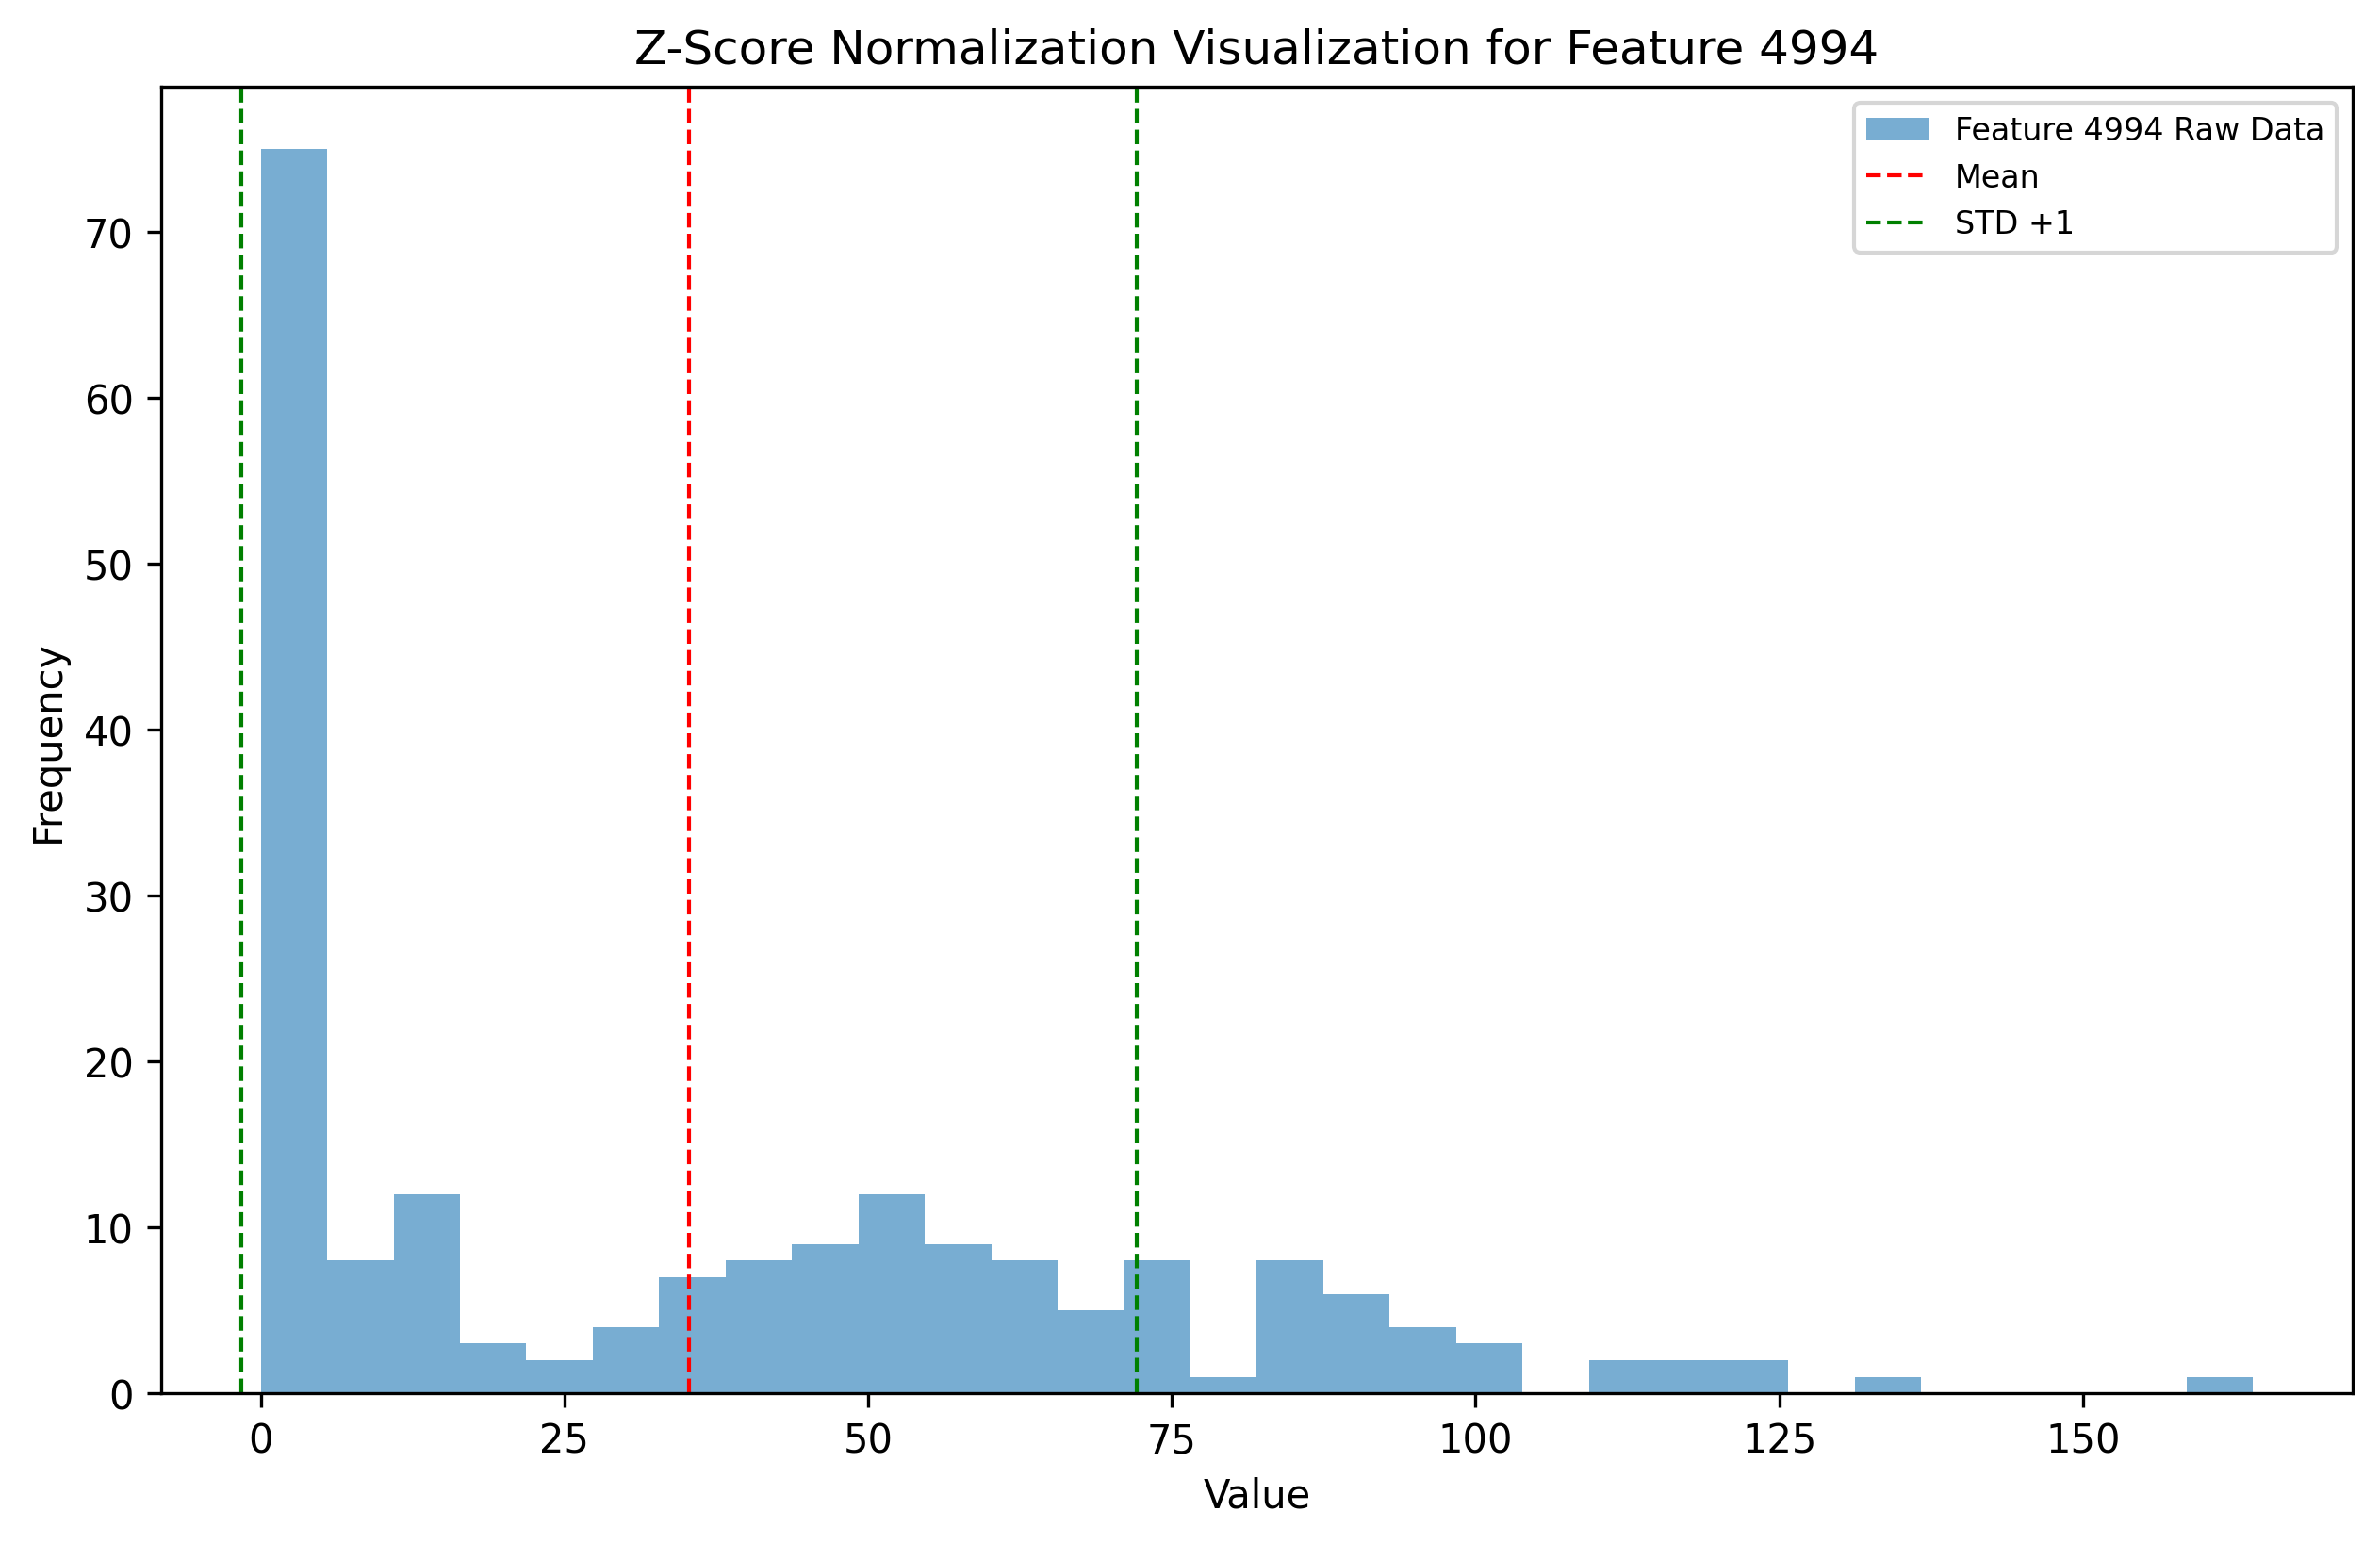 Z-Score Normalization Visualization for Feature 4994
Feature 4994 Raw Data
Mean
STD +1
70
60
50
40
30
20
10
0
Frequency
0 25 50 75 100 125 150
Value